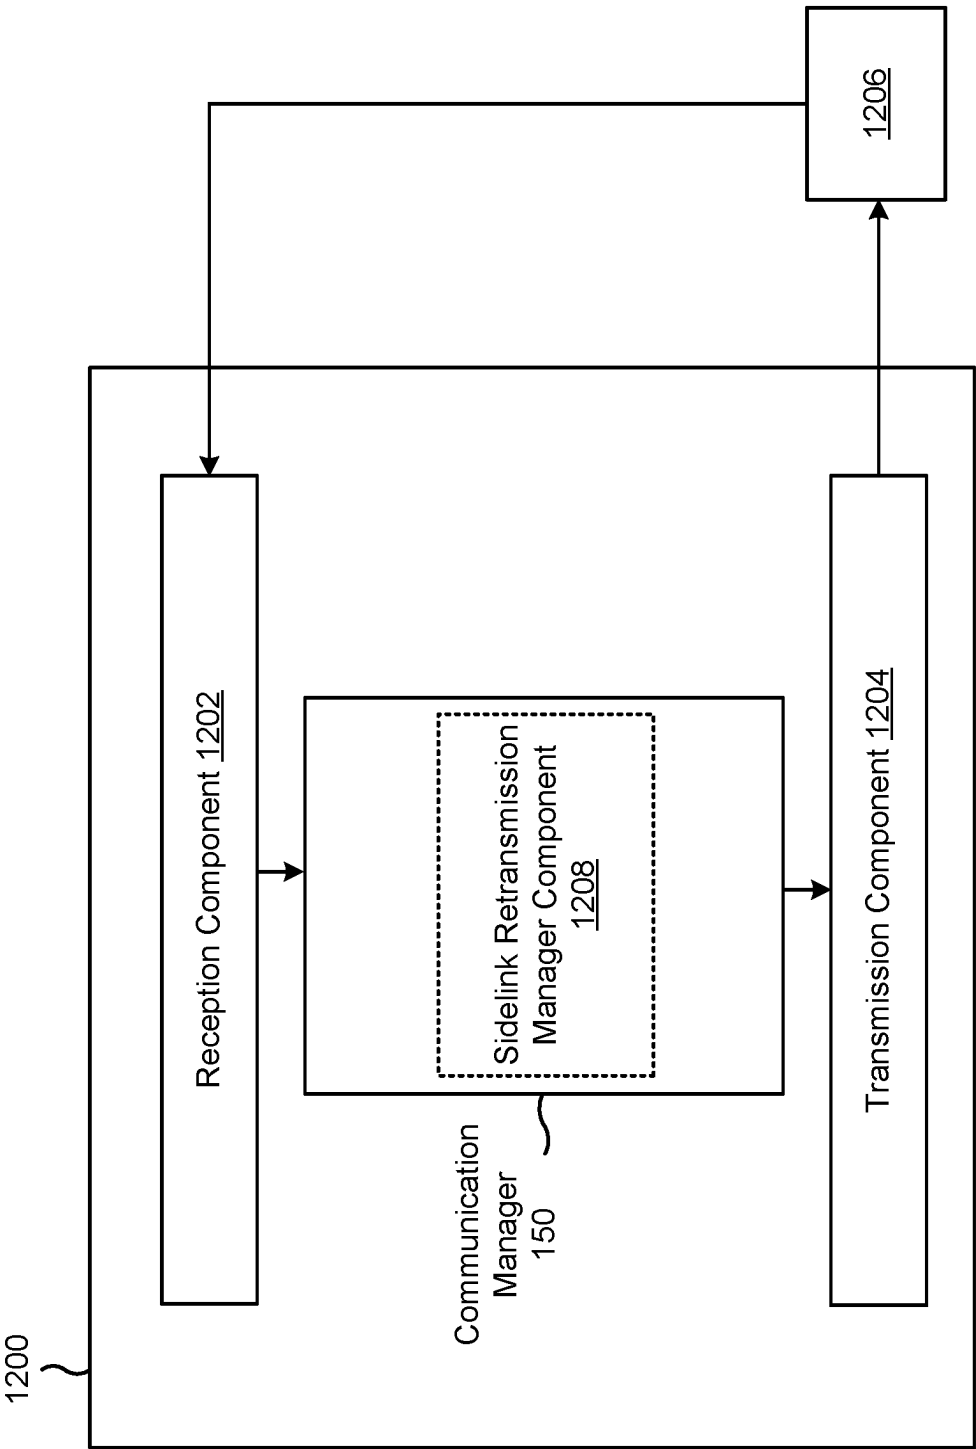 1200
Reception Component 1202
Communication
Manager
150
Sidelink Retransmission
Manager Component
1208
Transmission Component 1204
1206